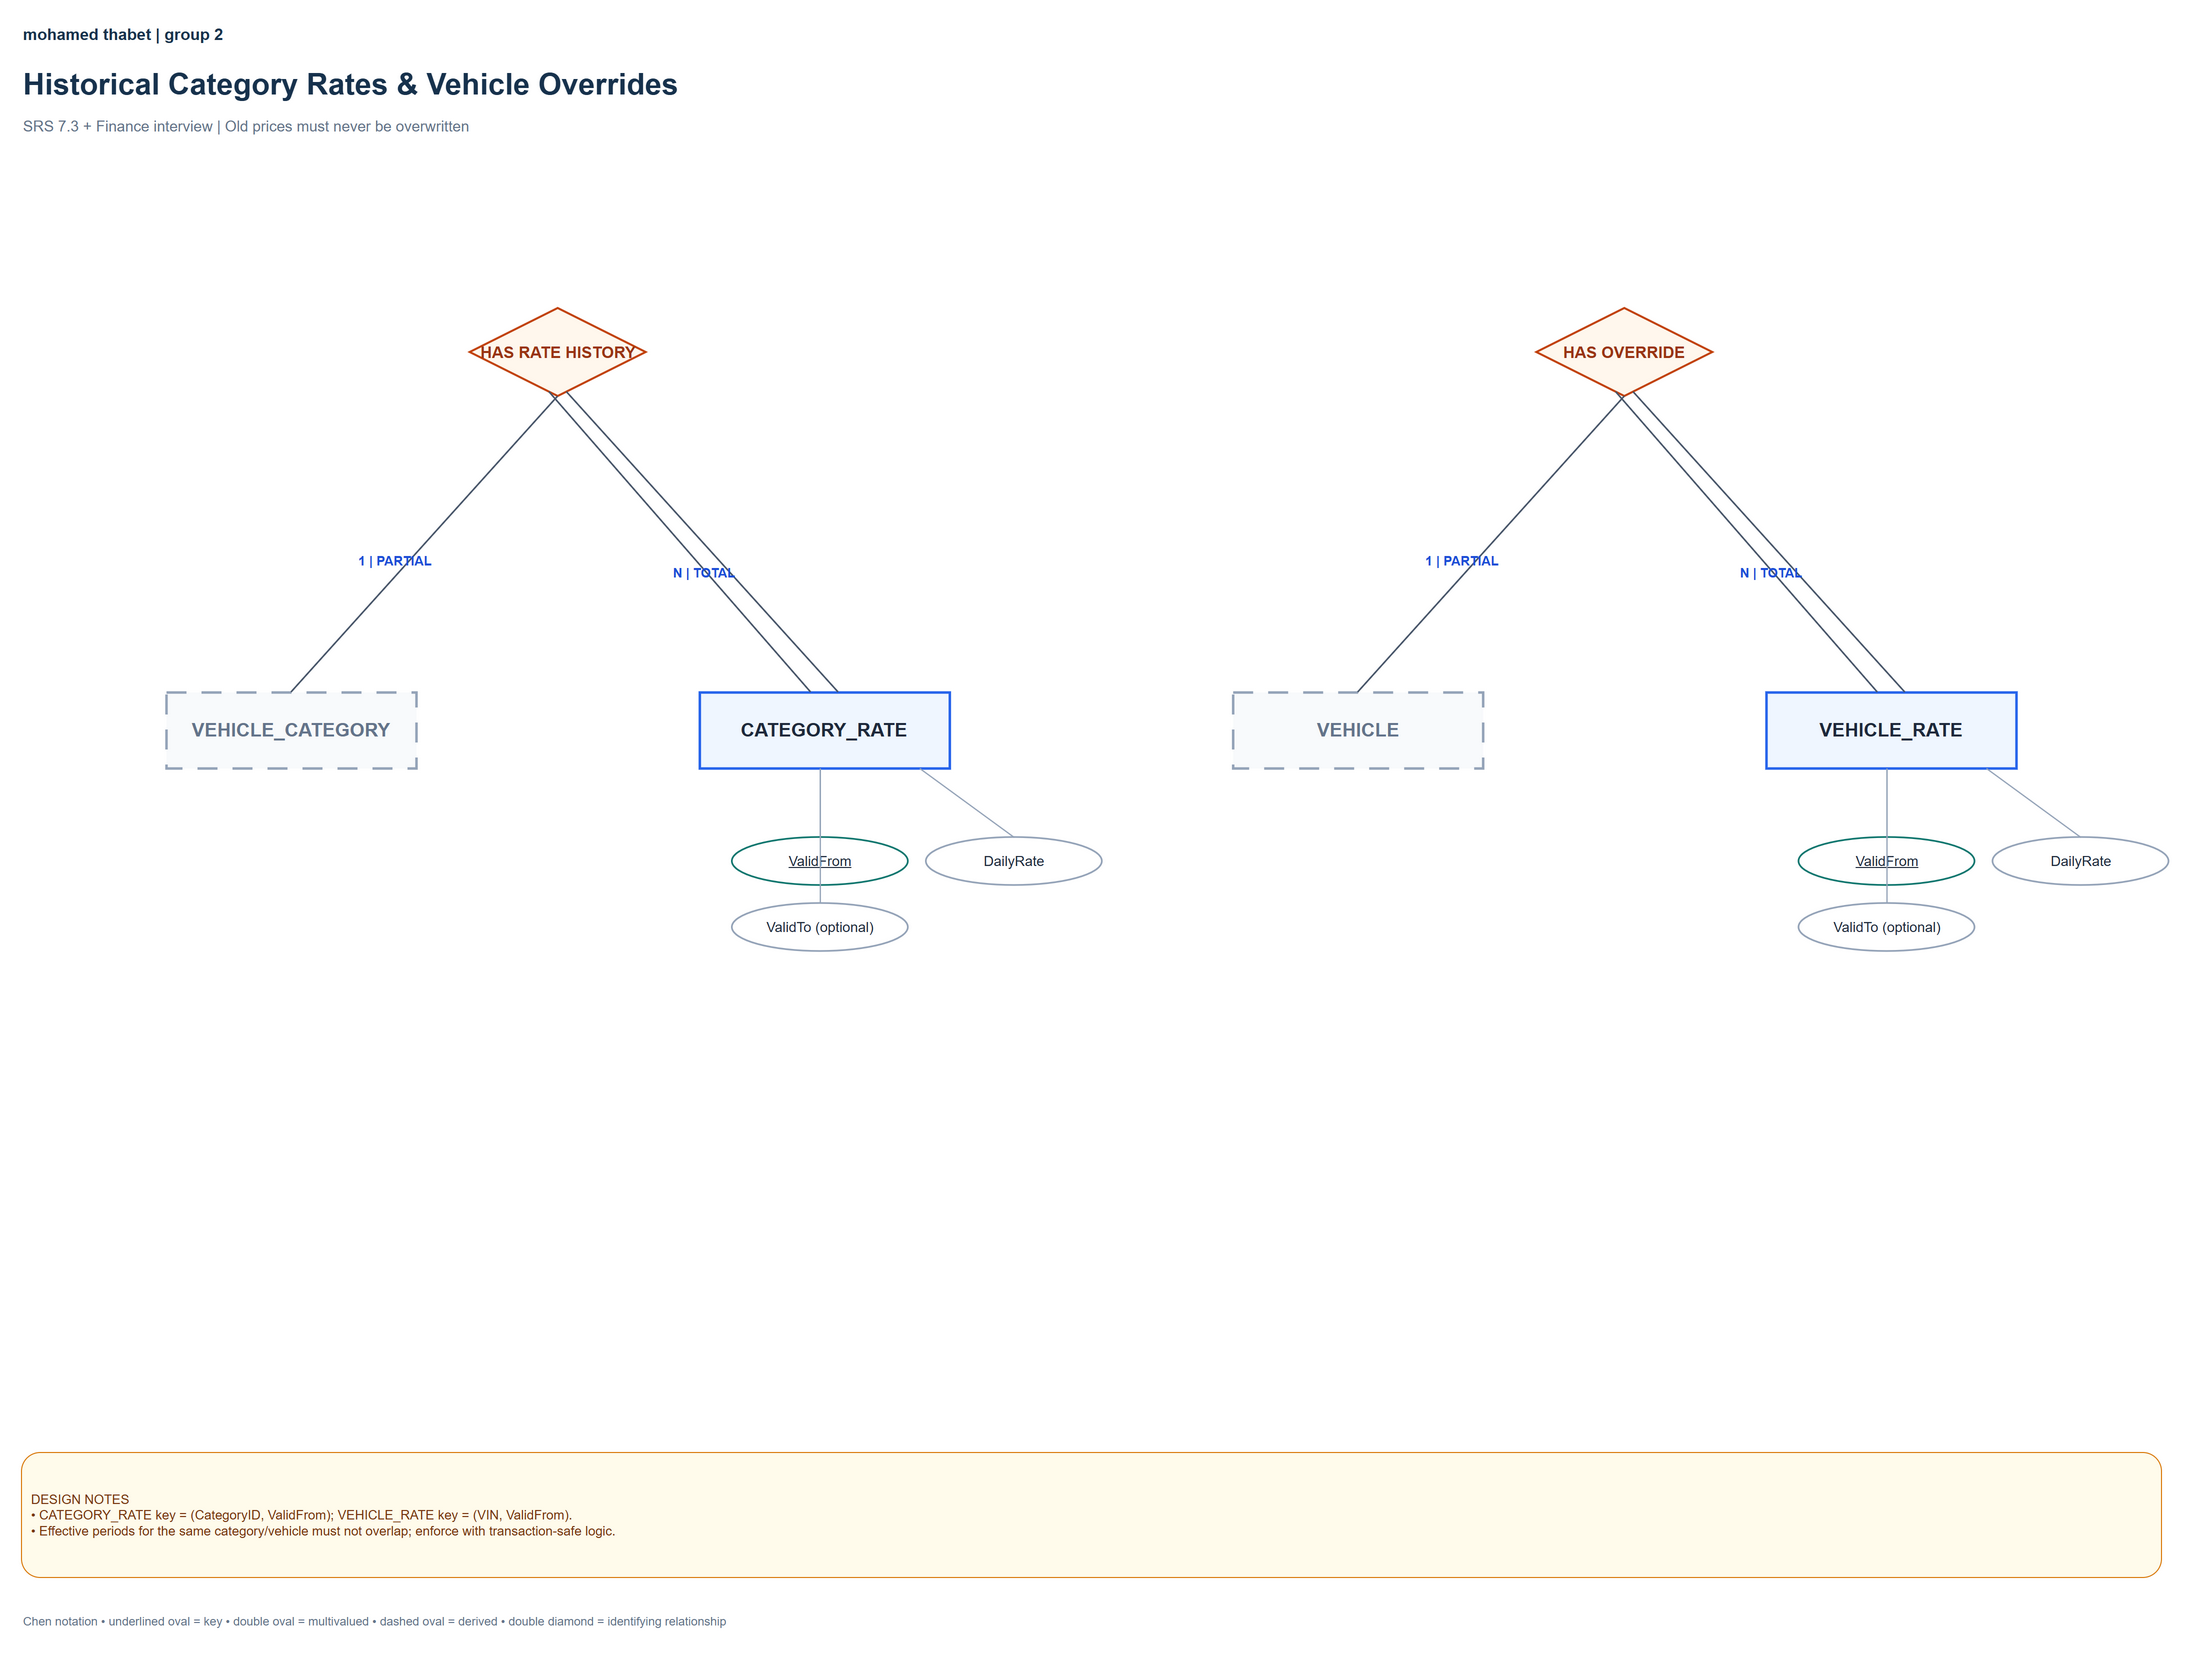 mohamed thabet | group 2
Historical Category Rates & Vehicle Overrides
SRS 7.3 + Finance interview | Old prices must never be overwritten
HAS RATE HISTORY
HAS OVERRIDE
1 | PARTIAL
N | TOTAL
1 | PARTIAL
N | TOTAL
VEHICLE_CATEGORY
CATEGORY_RATE
VEHICLE
VEHICLE_RATE
ValidFrom
DailyRate
ValidFrom
DailyRate
ValidTo (optional)
ValidTo (optional)
DESIGN NOTES
• CATEGORY_RATE key = (CategoryID, ValidFrom); VEHICLE_RATE key = (VIN, ValidFrom).
• Effective periods for the same category/vehicle must not overlap; enforce with transaction-safe logic.
Chen notation • underlined oval = key • double oval = multivalued • dashed oval = derived • double diamond = identifying relationship